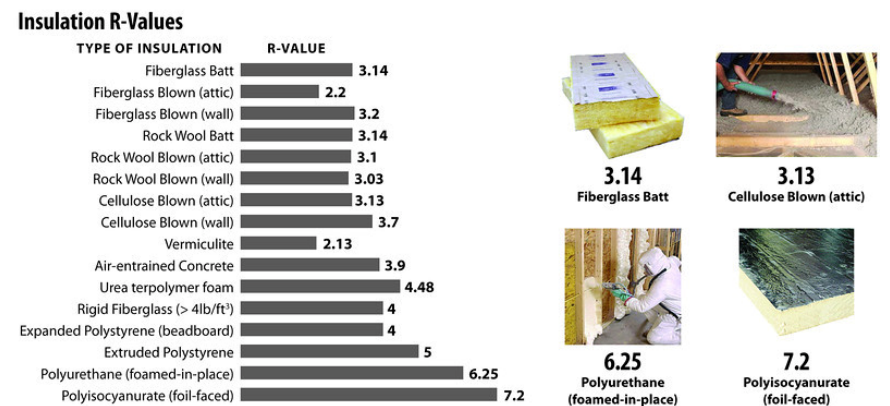 Insulation R-Values
TYPE OF INSULATION R-VALUE
Fiberglass Batt 3.14
Fiberglass Blown (attic) 2.2
Fiberglass Blown (wall) 3.2
Rock Wool Batt 3.14
Rock Wool Blown (attic) 3.1
Rock Wool Blown (wall) 3.03
Cellulose Blown (attic) 3.13
Cellulose Blown (wall) 3.7
Vermiculite 2.13
Air-entrained Concrete 3.9
Urea terpolymer foam 4.48
Rigid Fiberglass (> 4lb/ft³) 4
Expanded Polystyrene (beadboard) 4
Extruded Polystyrene 5
Polyurethane (foamed-in-place) 6.25
Polyisocyanurate (foil-faced) 7.2
3.14
Fiberglass Batt
3.13
Cellulose Blown (attic)
6.25
Polyurethane
(foamed-in-place)
7.2
Polyisocyanurate
(foil-faced)